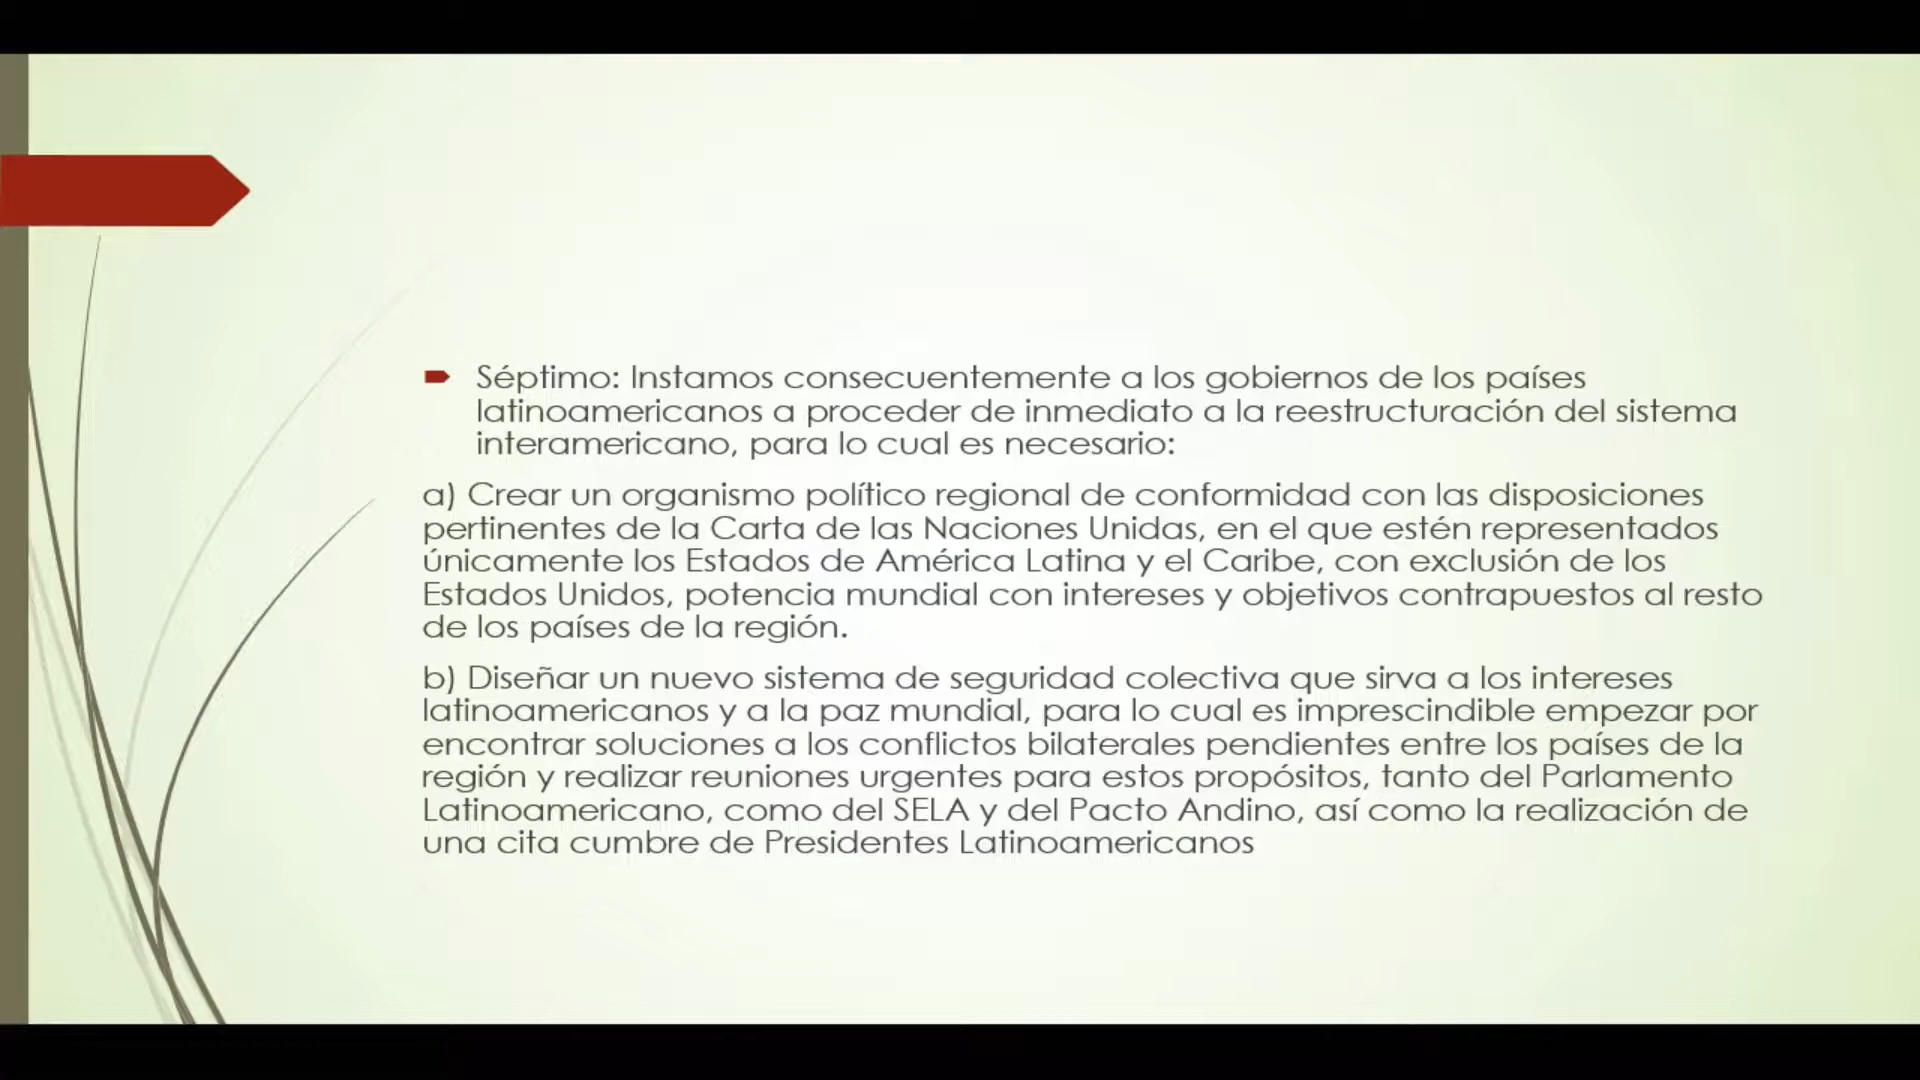 Séptimo: Instamos consecuentemente a los gobiernos de los países
latinoamericanos a proceder de inmediato a la reestructuración del sistema
interamericano, para lo cual es necesario:
a) Crear un organismo político regional de conformidad con las disposiciones
pertinentes de la Carta de las Naciones Unidas, en el que estén representados
únicamente los Estados de América Latina y el Caribe, con exclusión de los
Estados Unidos, potencia mundial con intereses y objetivos contrapuestos al resto
de los países de la región.
b) Diseñar un nuevo sistema de seguridad colectiva que sirva a los intereses
latinoamericanos y a la paz mundial, para lo cual es imprescindible empezar por
encontrar soluciones a los conflictos bilaterales pendientes entre los países de la
región y realizar reuniones urgentes para estos propósitos, tanto del Parlamento
Latinoamericano, como del SELA y del Pacto Andino, así como la realización de
una cita cumbre de Presidentes Latinoamericanos